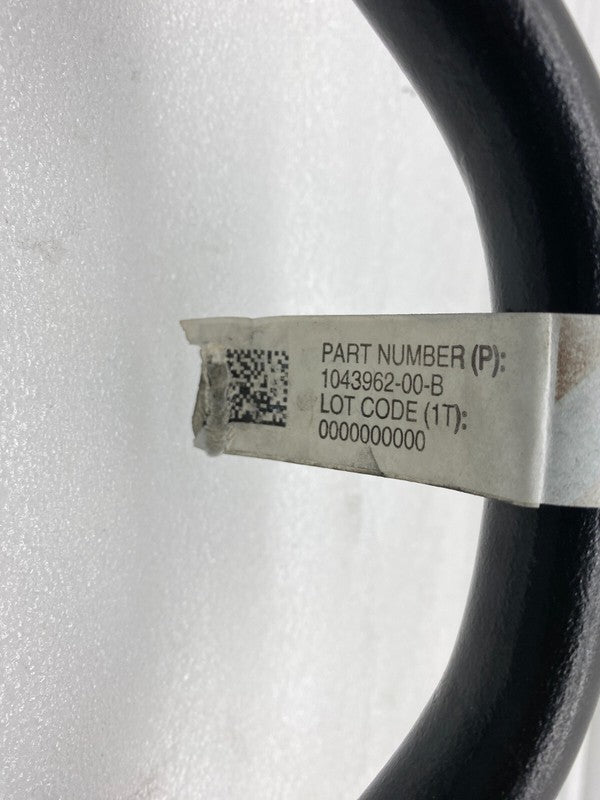 PART NUMBER (P):
1043962-00-B
LOT CODE (1T):
0000000000